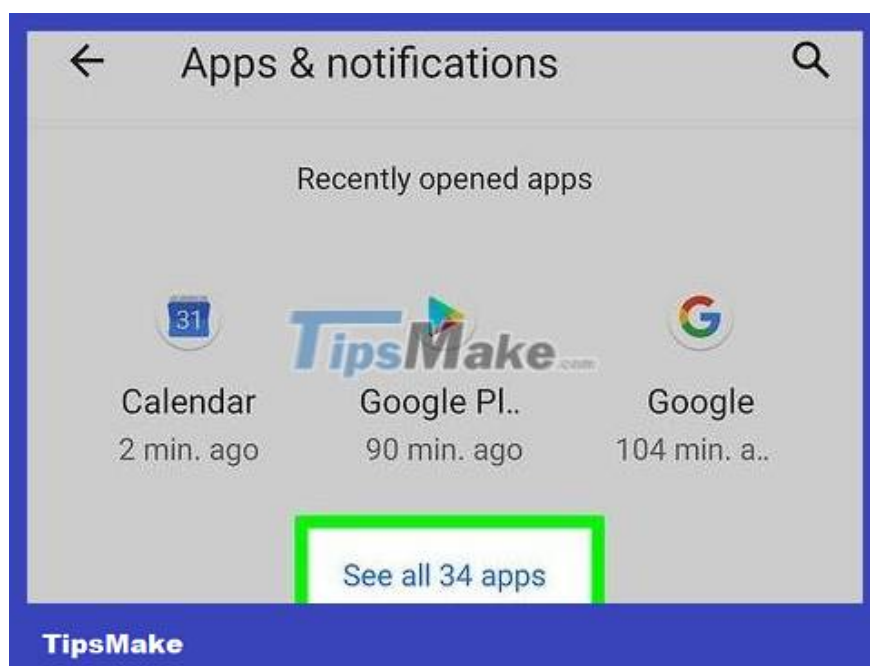 Apps & notifications
Recently opened apps
31
TipsMake.com
Calendar
Google Pl..
Google
2 min. ago
90 min. ago
104 min. a..
See all 34 apps
TipsMake